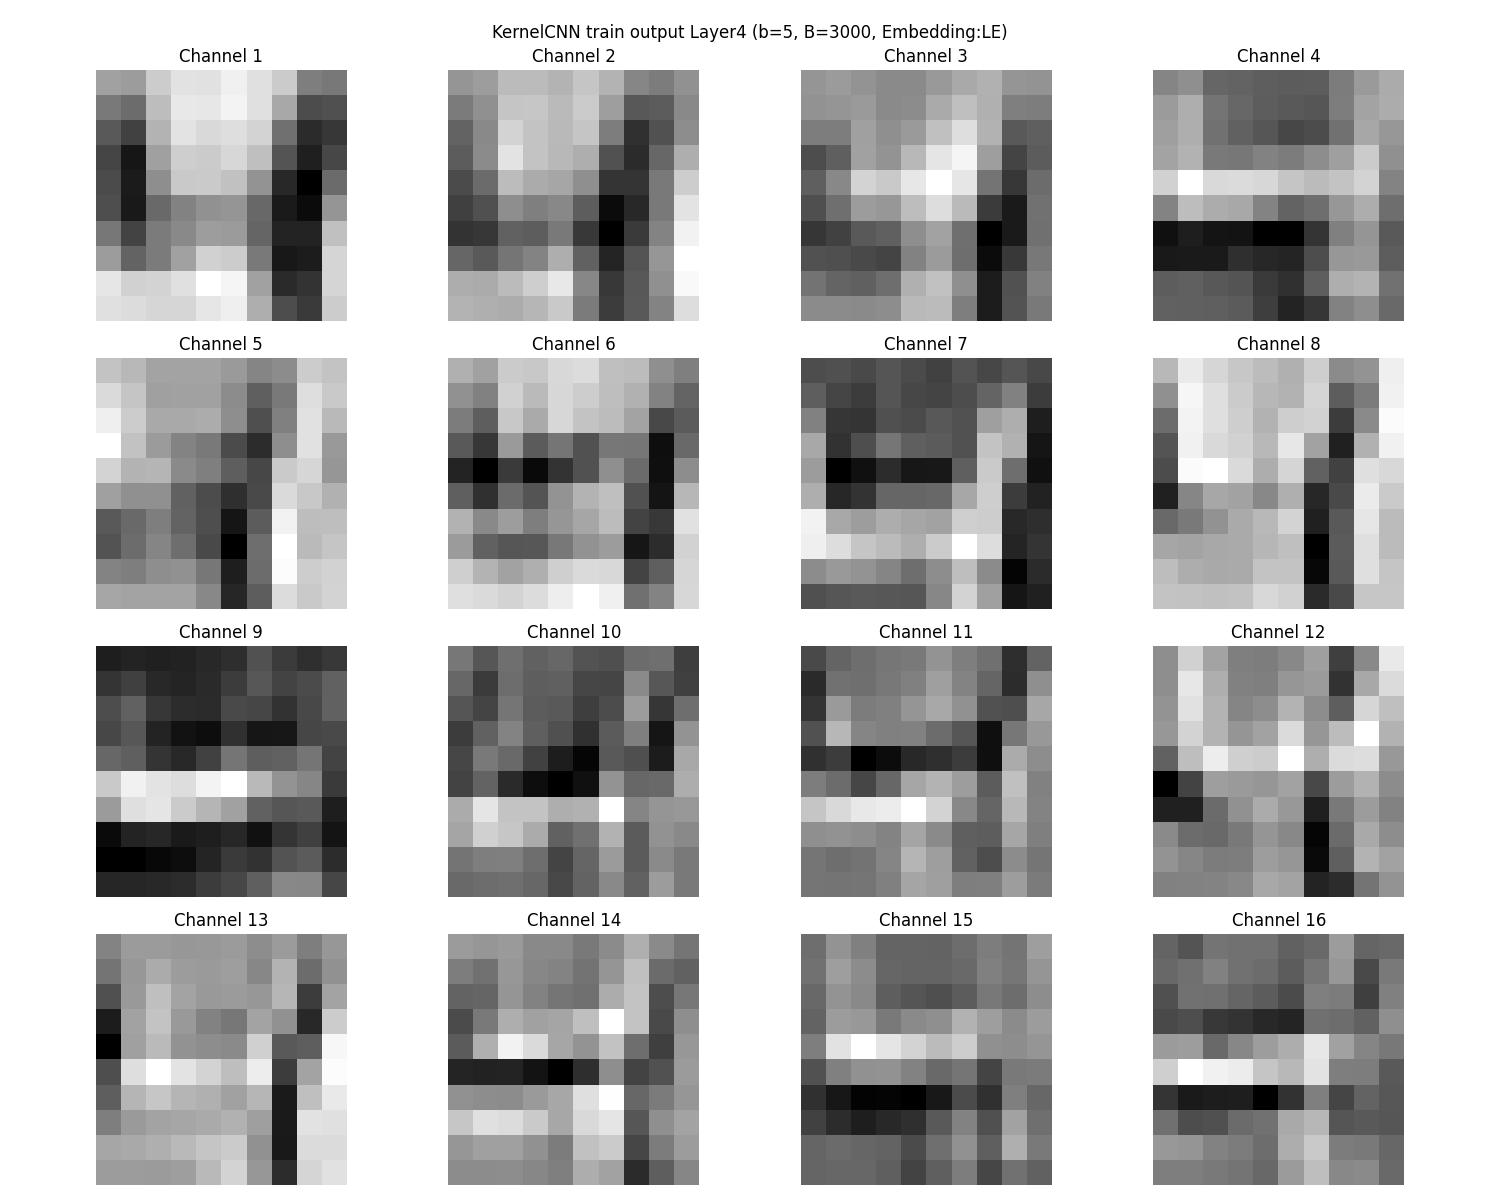 KernelCNN train output Layer4 (b=5, B=3000, Embedding:LE)
Channel 1 Channel 2 Channel 3 Channel 4
Channel 5 Channel 6 Channel 7 Channel 8
Channel 9 Channel 10 Channel 11 Channel 12
Channel 13 Channel 14 Channel 15 Channel 16